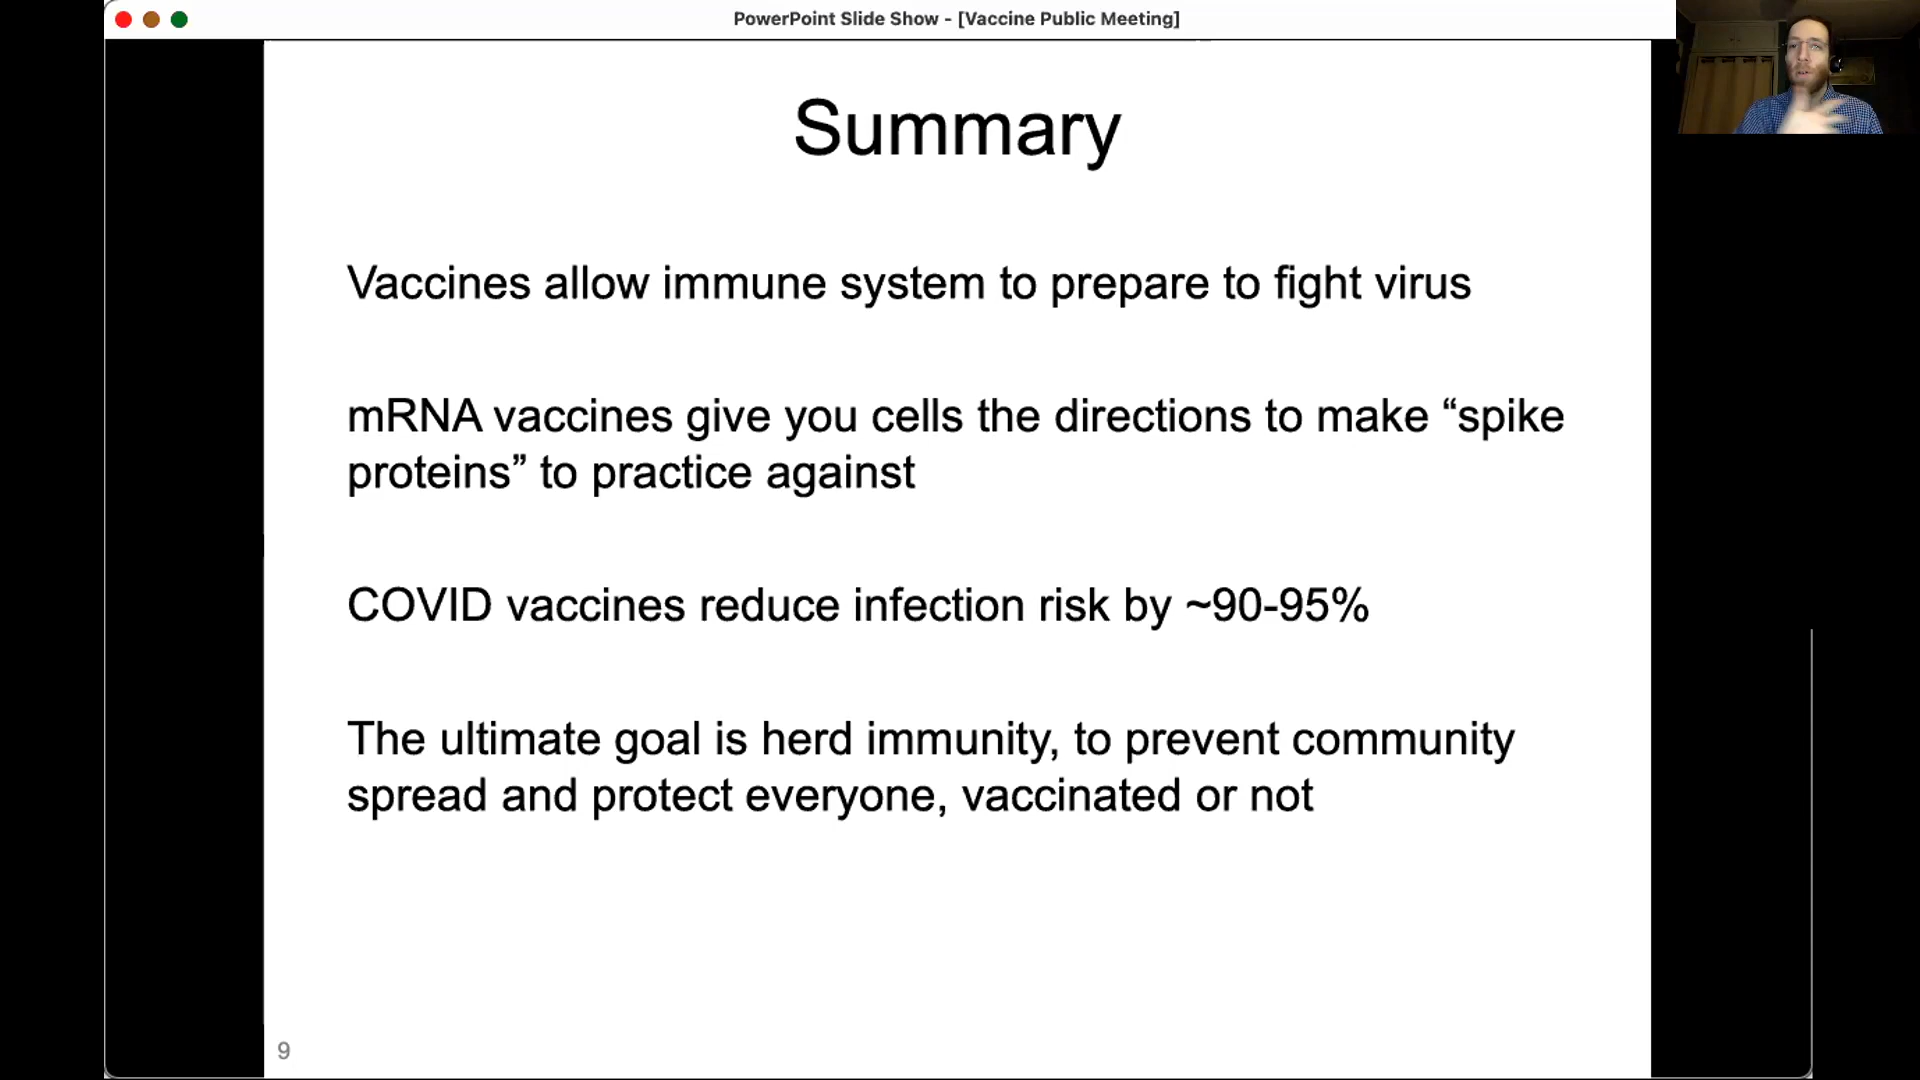 PowerPoint Slide Show - [Vaccine Public Meeting]
Summary
Vaccines allow immune system to prepare to fight virus
mRNA vaccines give you cells the directions to make “spike
proteins” to practice against
COVID vaccines reduce infection risk by ~90-95%
The ultimate goal is herd immunity, to prevent community
spread and protect everyone, vaccinated or not
9